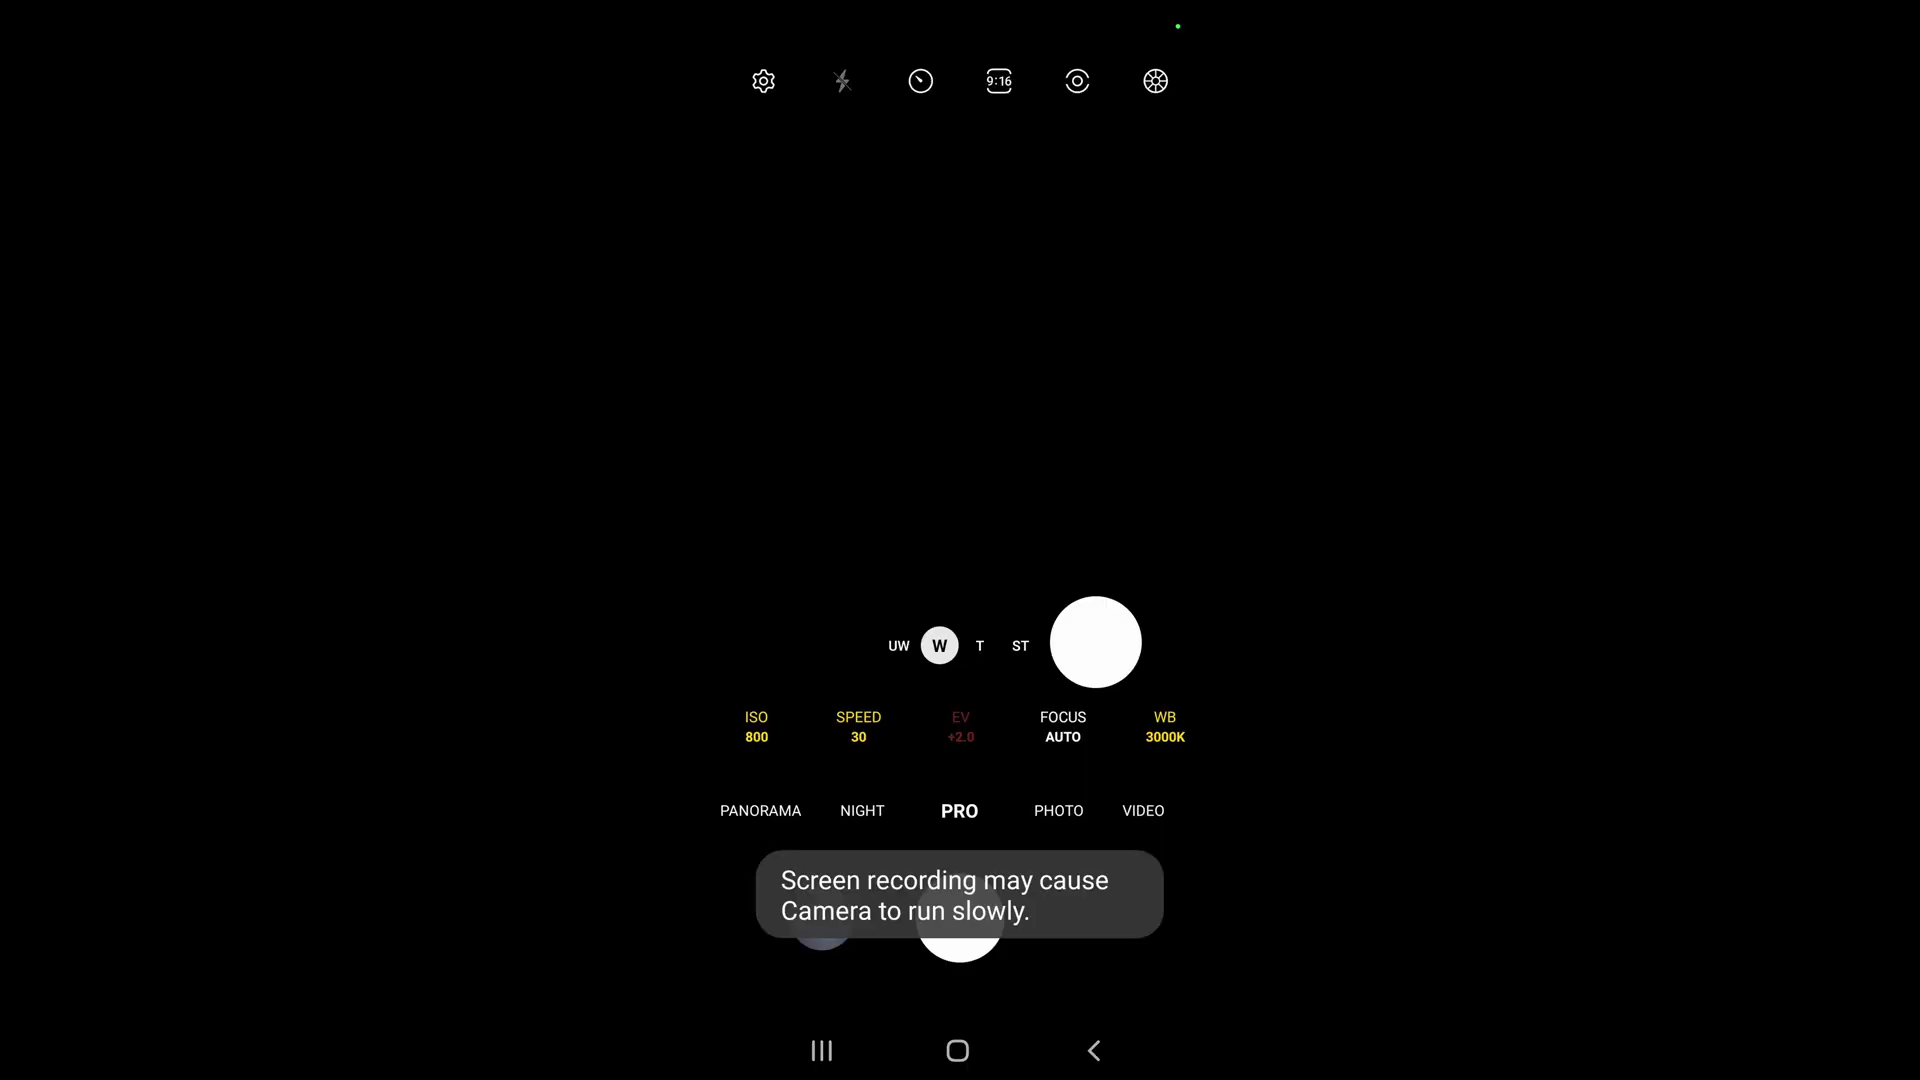 9:16
UW W T ST
ISO SPEED EV FOCUS WB
800 30 +2.0 AUTO 3000K
PANORAMA NIGHT PRO PHOTO VIDEO
Screen recording may cause
Camera to run slowly.